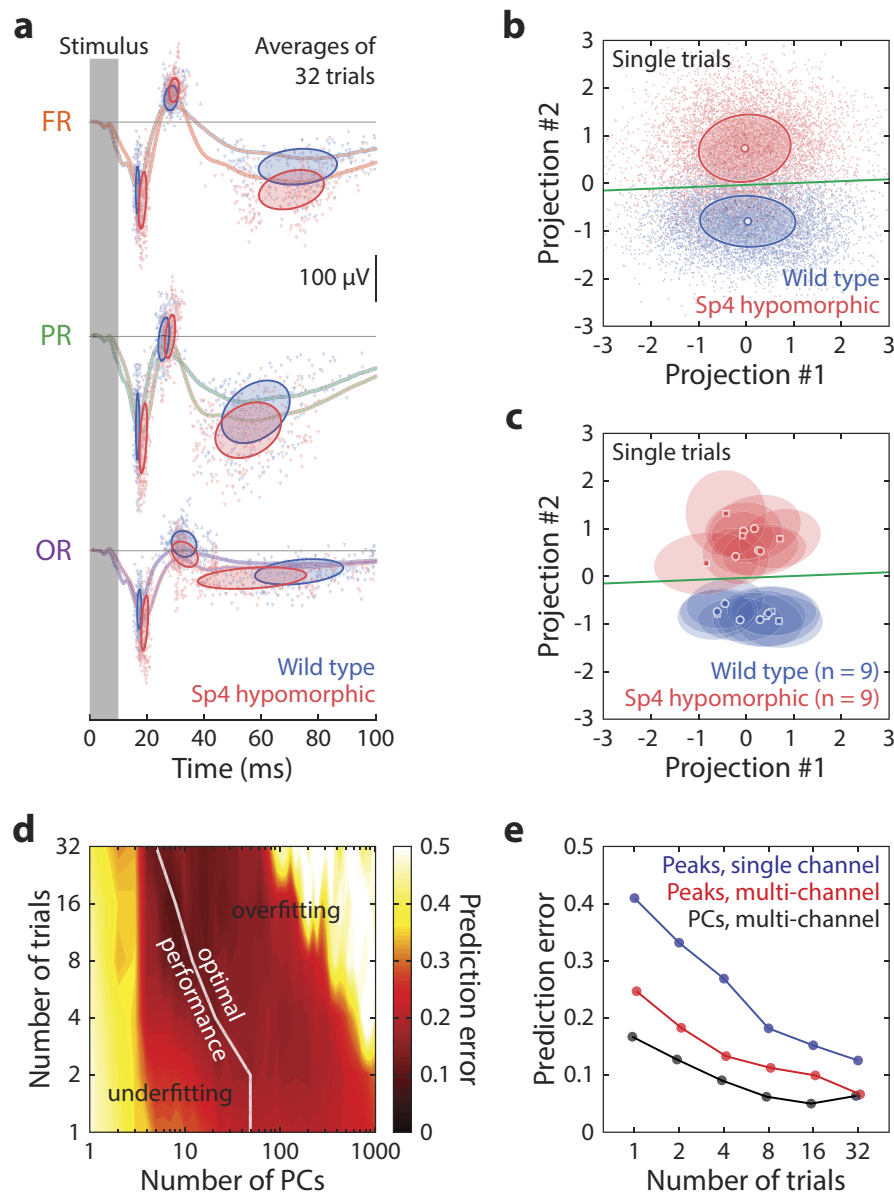 a
Stimulus
Averages of
32 trials
FR
100 μV
PR
OR
Wild type
Sp4 hypomorphic
0 20 40 60 80 100
Time (ms)
b
3
2
1
0
-1
-2
-3
Projection #2
Single trials
Wild type
Sp4 hypomorphic
-3 -2 -1 0 1 2 3
Projection #1
c
3
2
1
0
-1
-2
-3
Projection #2
Single trials
Wild type (n = 9)
Sp4 hypomorphic (n = 9)
-3 -2 -1 0 1 2 3
Projection #1
d
32
16
8
4
2
1
Number of trials
overfitting
optimal
performance
underfitting
1 10 100 1000
Number of PCs
0.5
0.4
0.3
0.2
0.1
0
Prediction error
e
0.5
0.4
0.3
0.2
0.1
0
Prediction error
Peaks, single channel
Peaks, multi-channel
PCs, multi-channel
1 2 4 8 16 32
Number of trials